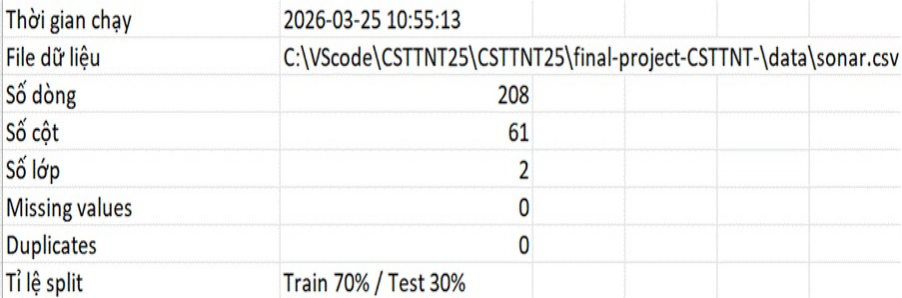 Thời gian chạy 2026-03-25 10:55:13
File dữ liệu C:\VScode\CSTTNT25\CSTTNT25\final-project-CSTTNT-\data\sonar.csv
Số dòng 208
Số cột 61
Số lớp 2
Missing values 0
Duplicates 0
Tỉ lệ split Train 70% / Test 30%